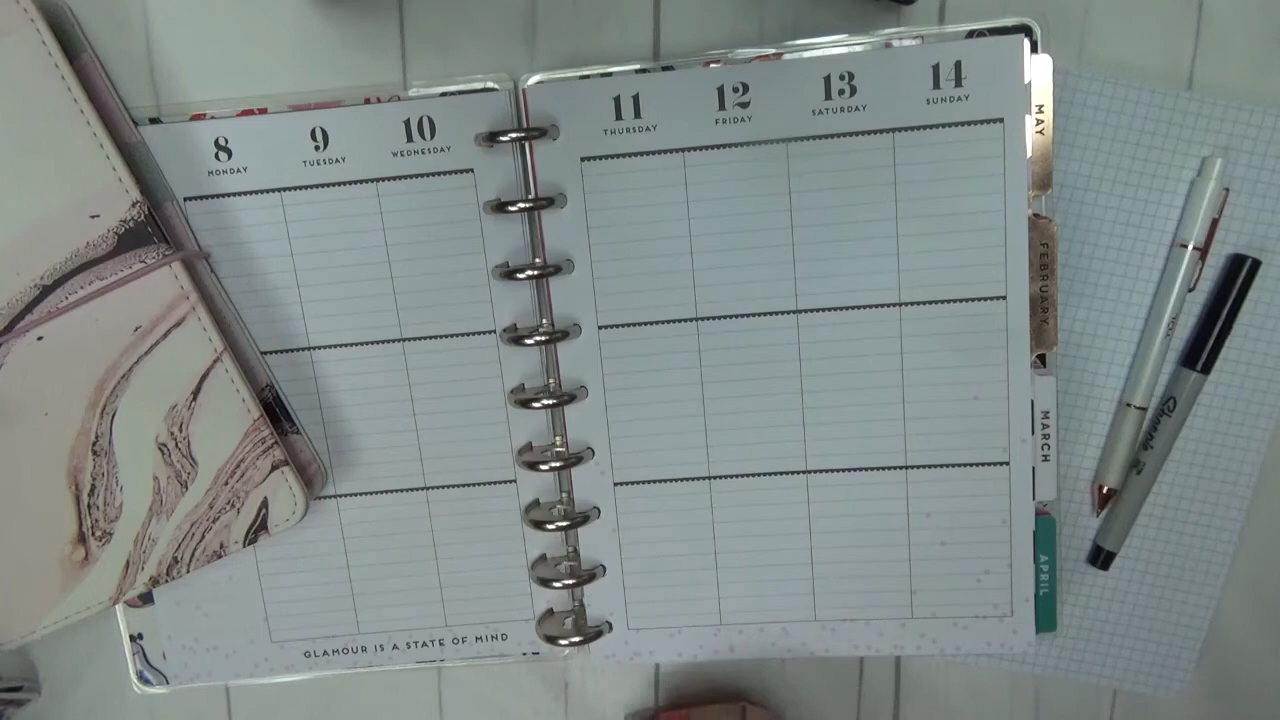 8
MONDAY
9
TUESDAY
10
WEDNESDAY
11
THURSDAY
12
FRIDAY
13
SATURDAY
14
SUNDAY
GLAMOUR IS A STATE OF MIND
MAY
FEBRUARY
MARCH
APRIL
Sharpie